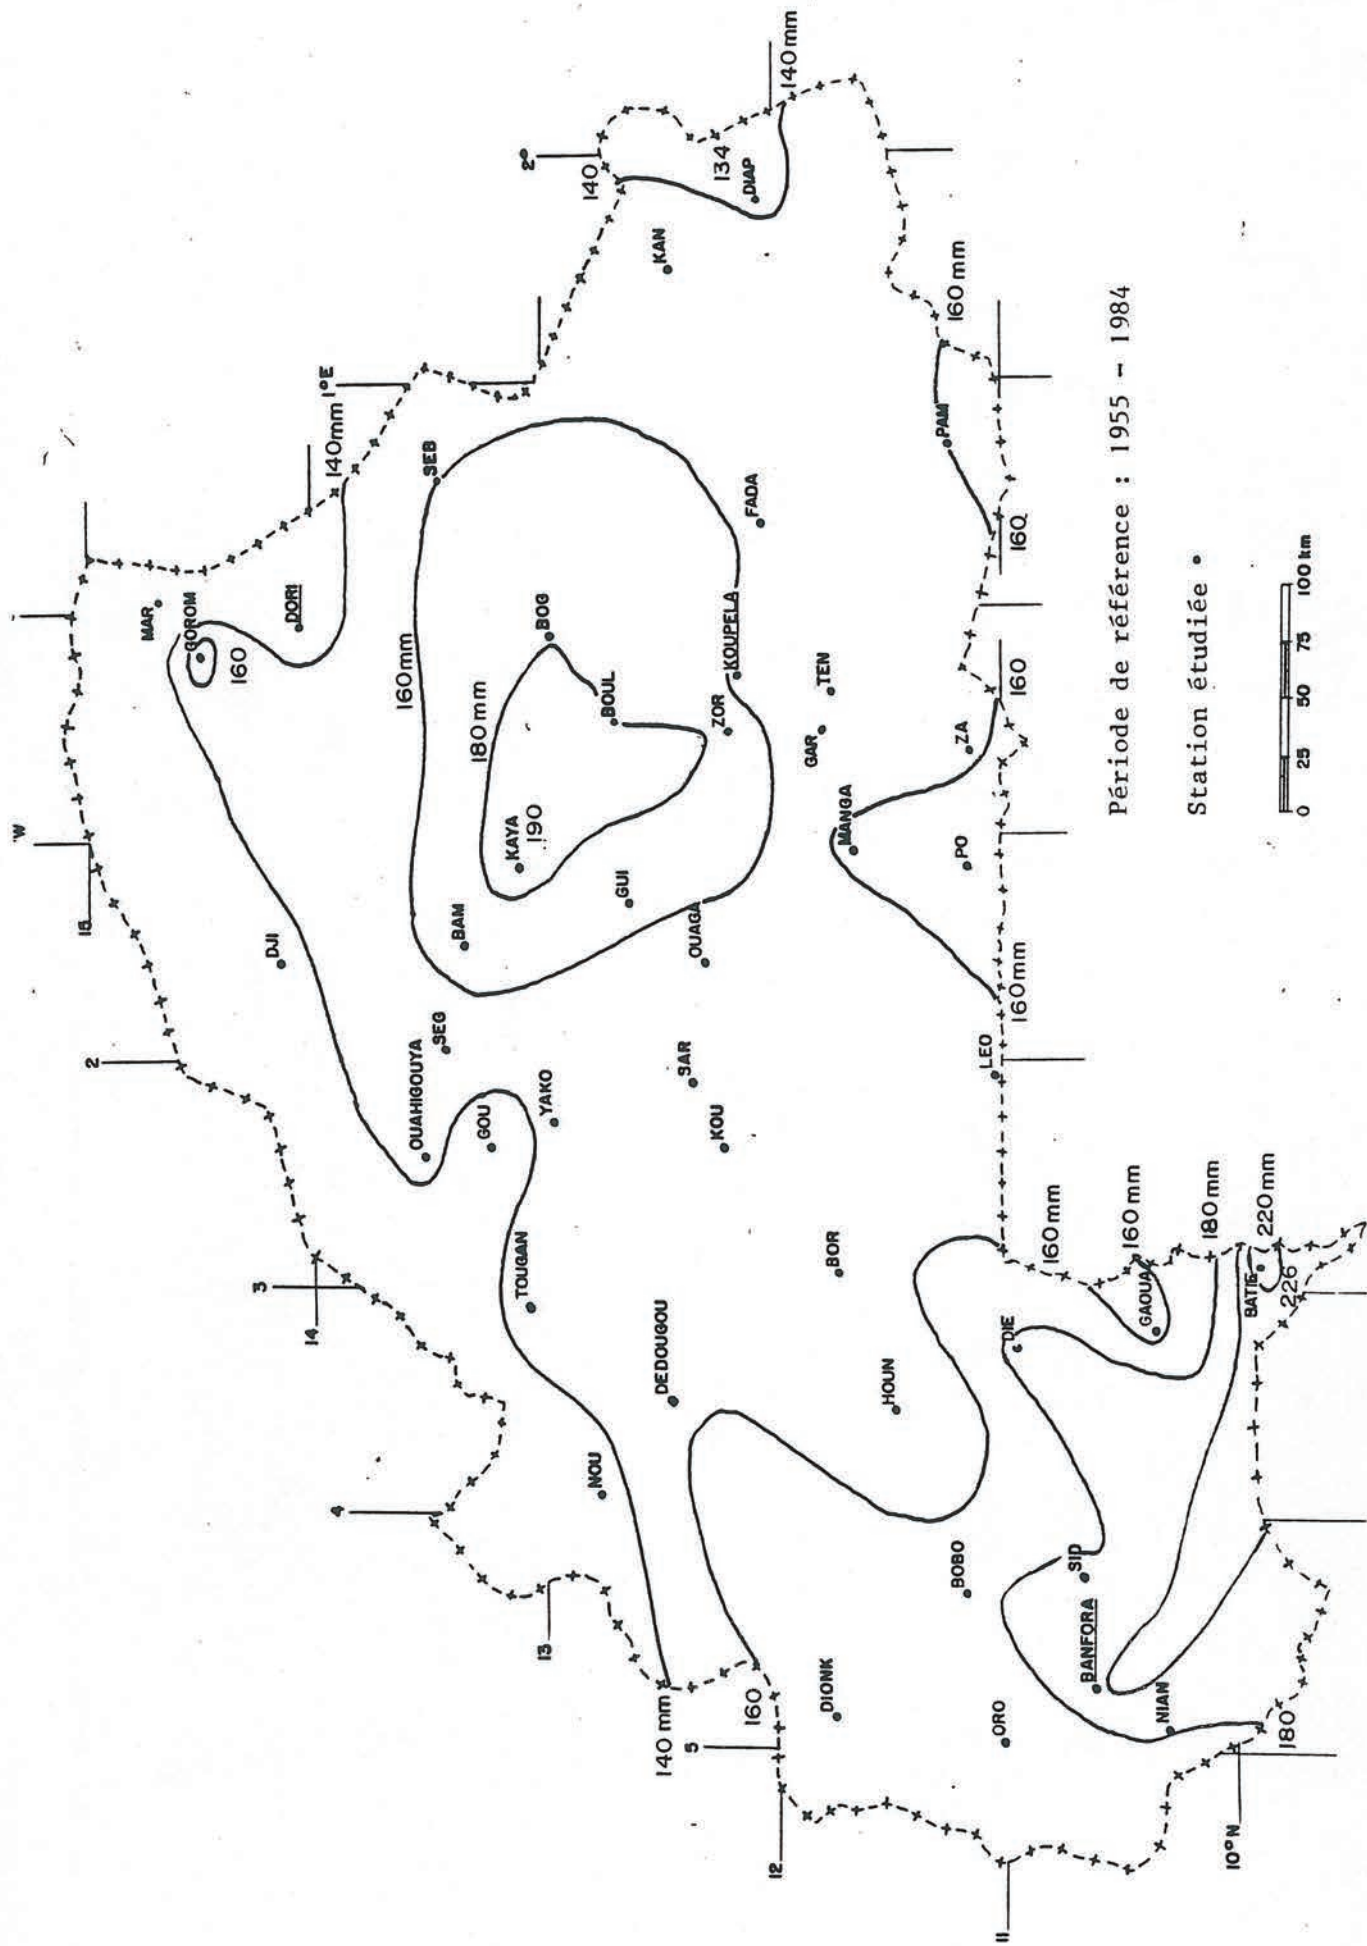 'W
2
3
4
15
14
13
MAR
GOROM
160
DORI
140mm
1°E
2°
140
DJI
160mm
SEB
KAN
134
DIAP
140mm
OUAHIGOUYA
SEG
BAM
180mm
KAYA
190
BOG
BOUL
GOU
YAKO
TOUGAN
GUI
OUAGA
ZOR
KOUPELA
FADA
NOU
DEDOUGOU
SAR
KOU
GAR
TEN
MANGA
PAM
160mm
140 mm
5
160
12
BOR
HOUN
PO
ZA
160
160
LEO
160mm
DIONK
BOBO
DIE
160mm
160mm
GAOUA
180mm
220mm
BATIE
226
ORO
SID
BANFORA
NIAN
180
11
10°N
Période de référence : 1955 - 1984
Station étudiée •
0 25 50 75 100 km